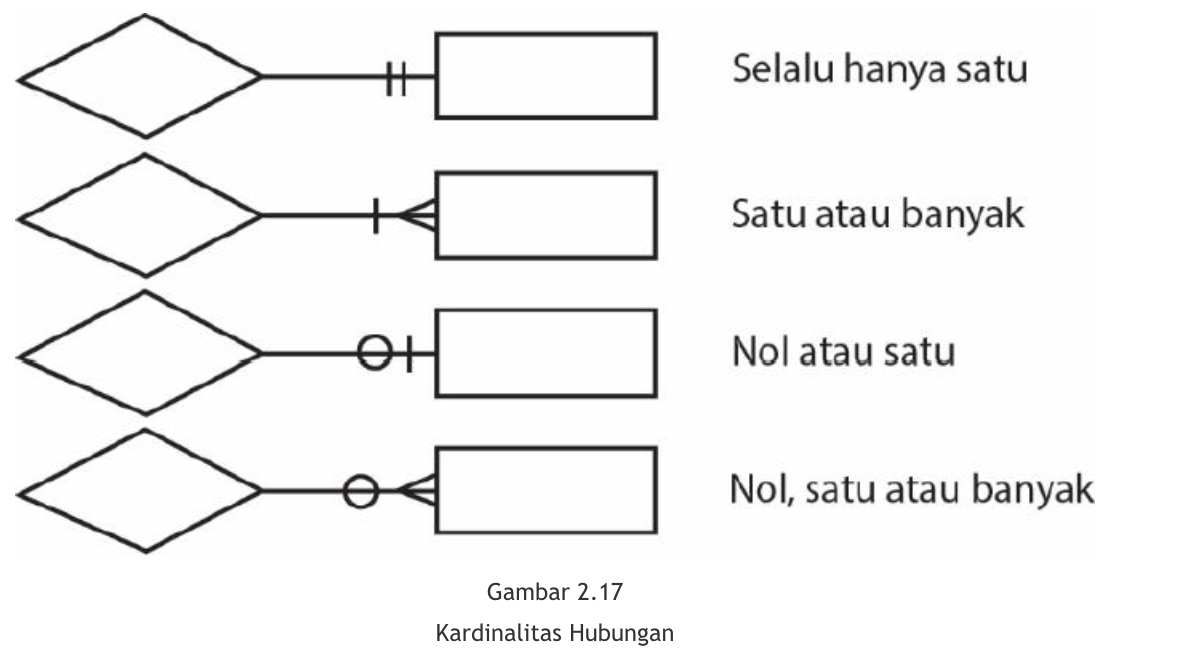 Selalu hanya satu
Satu atau banyak
Nol atau satu
Nol, satu atau banyak
Gambar 2.17
Kardinalitas Hubungan